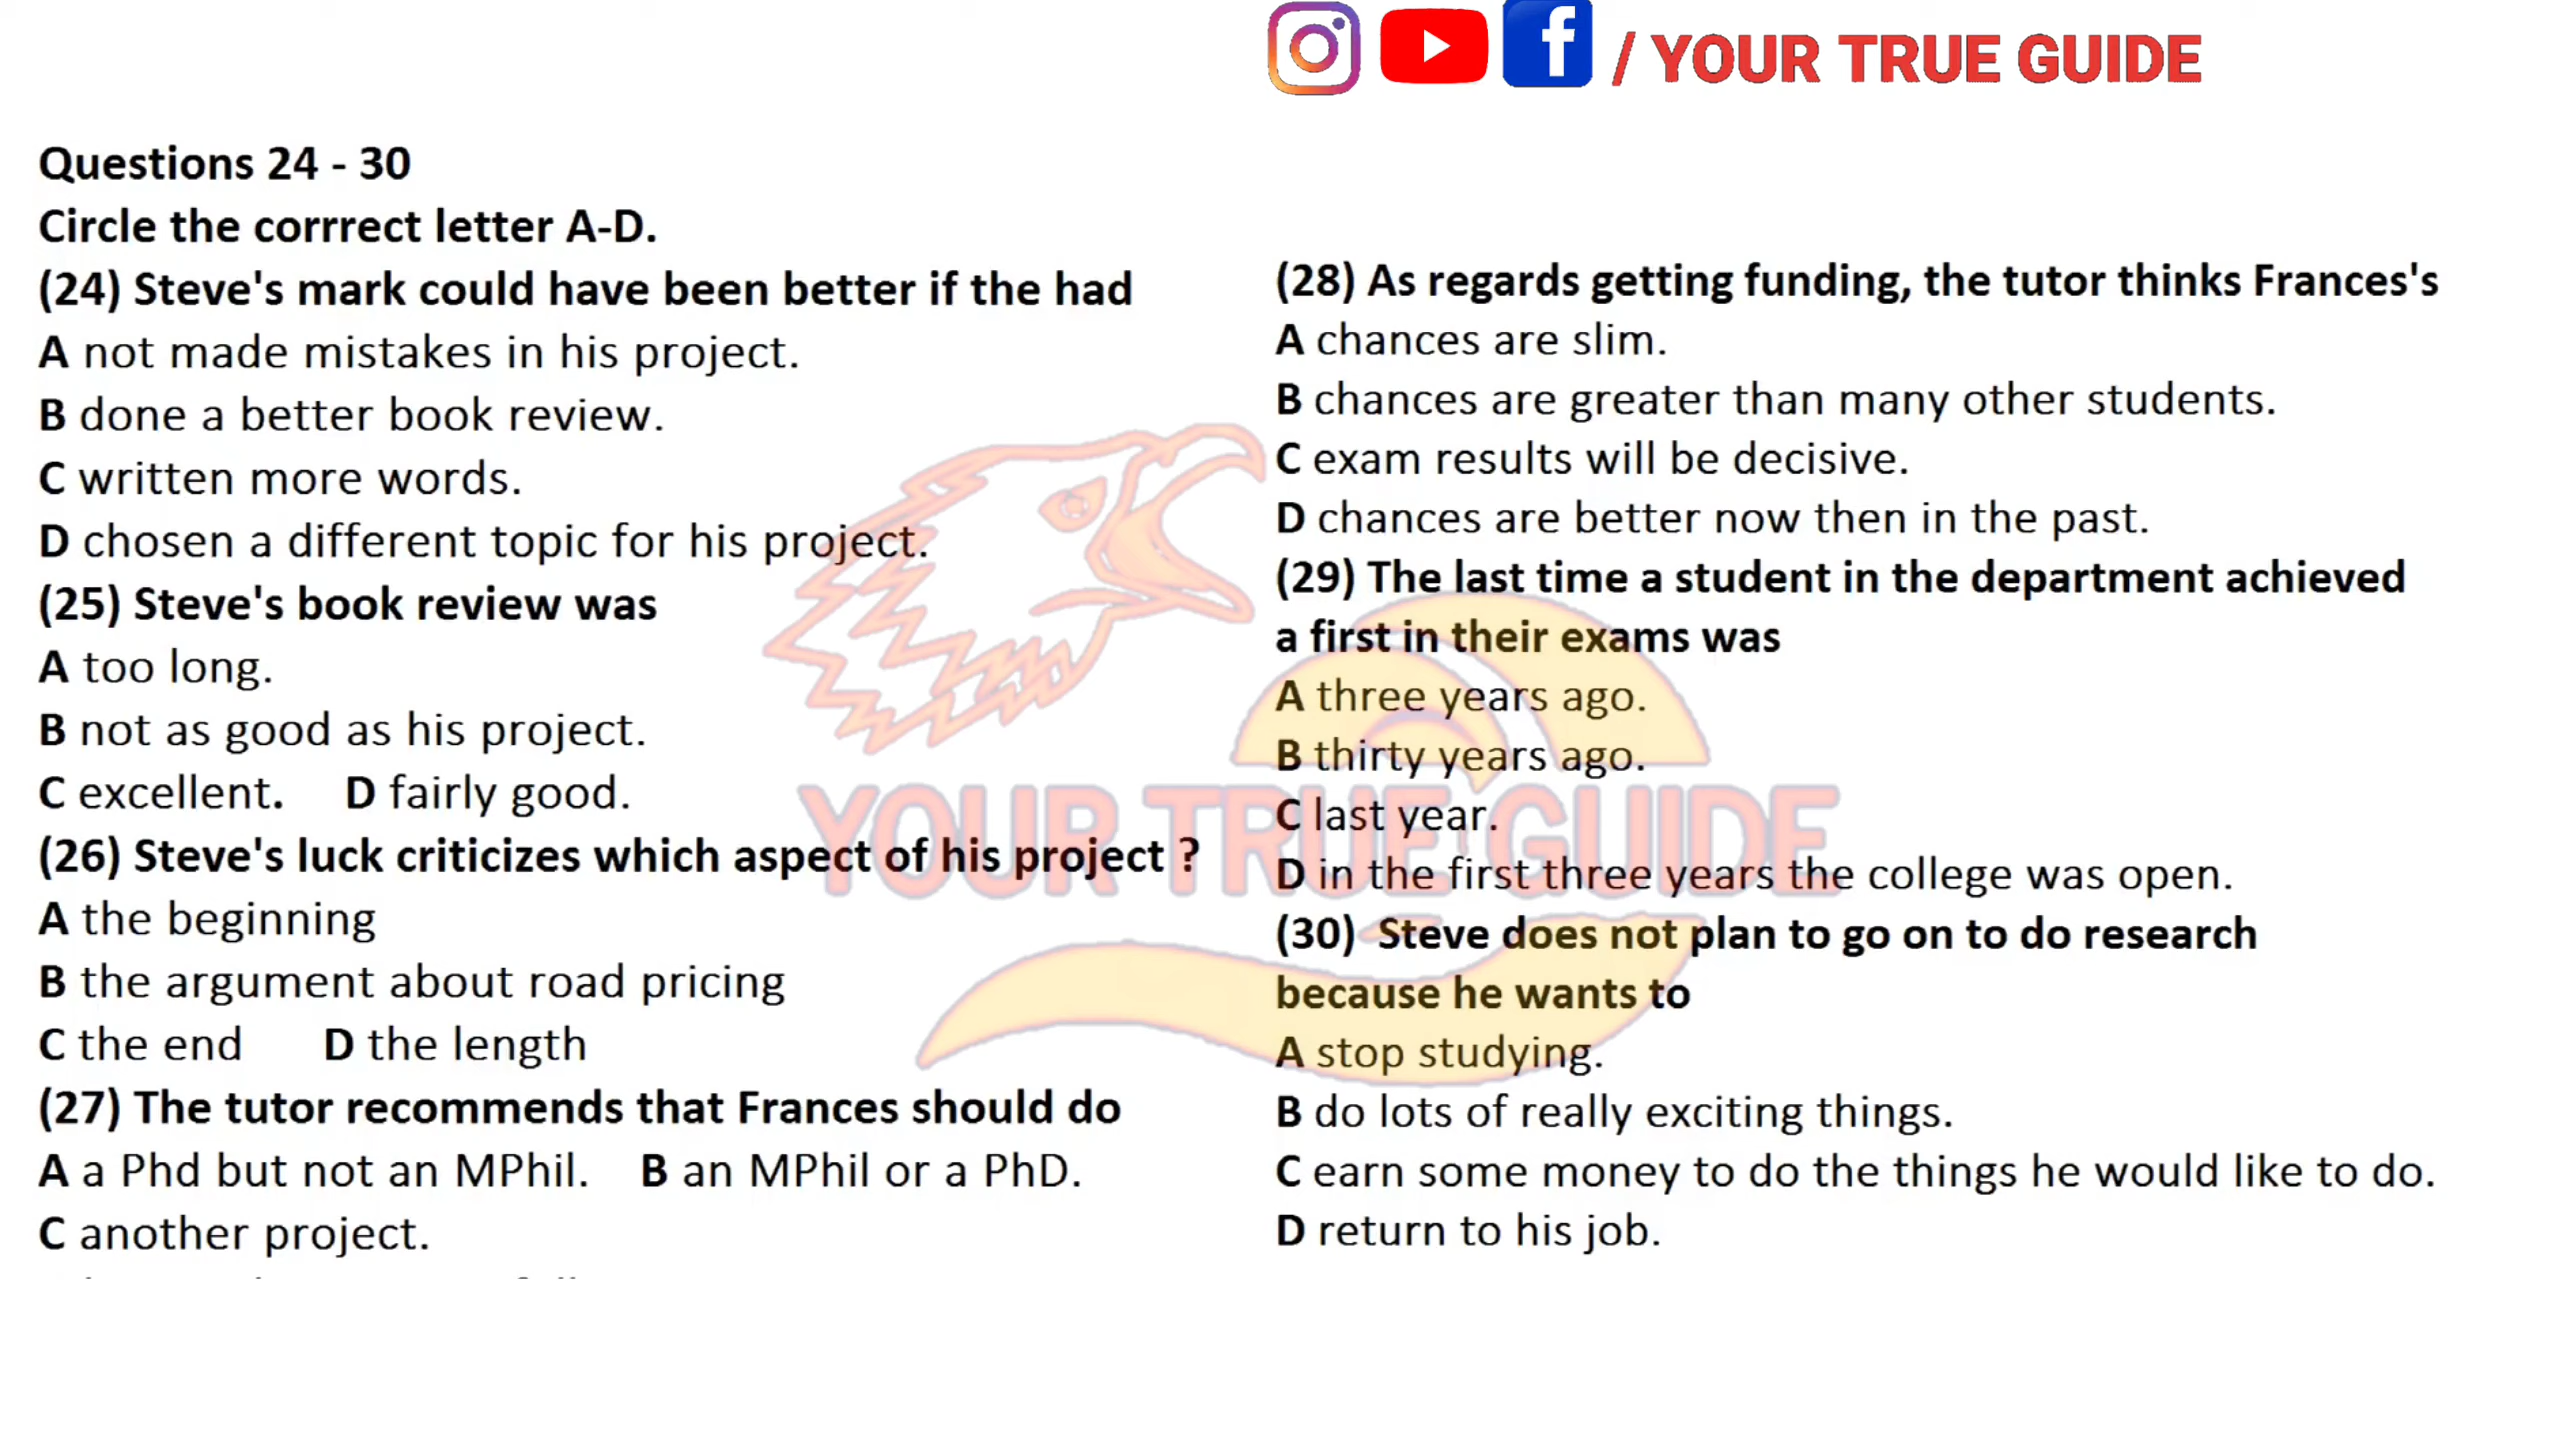 / YOUR TRUE GUIDE
Questions 24 - 30
Circle the corrrect letter A-D.
(24) Steve's mark could have been better if the had
A not made mistakes in his project.
B done a better book review.
C written more words.
D chosen a different topic for his project.
(25) Steve's book review was
A too long.
B not as good as his project.
C excellent. D fairly good.
(26) Steve's luck criticizes which aspect of his project ?
A the beginning
B the argument about road pricing
C the end D the length
(27) The tutor recommends that Frances should do
A a Phd but not an MPhil. B an MPhil or a PhD.
C another project.
(28) As regards getting funding, the tutor thinks Frances's
A chances are slim.
B chances are greater than many other students.
C exam results will be decisive.
D chances are better now then in the past.
(29) The last time a student in the department achieved
a first in their exams was
A three years ago.
B thirty years ago.
C last year.
D in the first three years the college was open.
(30) Steve does not plan to go on to do research
because he wants to
A stop studying.
B do lots of really exciting things.
C earn some money to do the things he would like to do.
D return to his job.
YOUR TRUE GUIDE